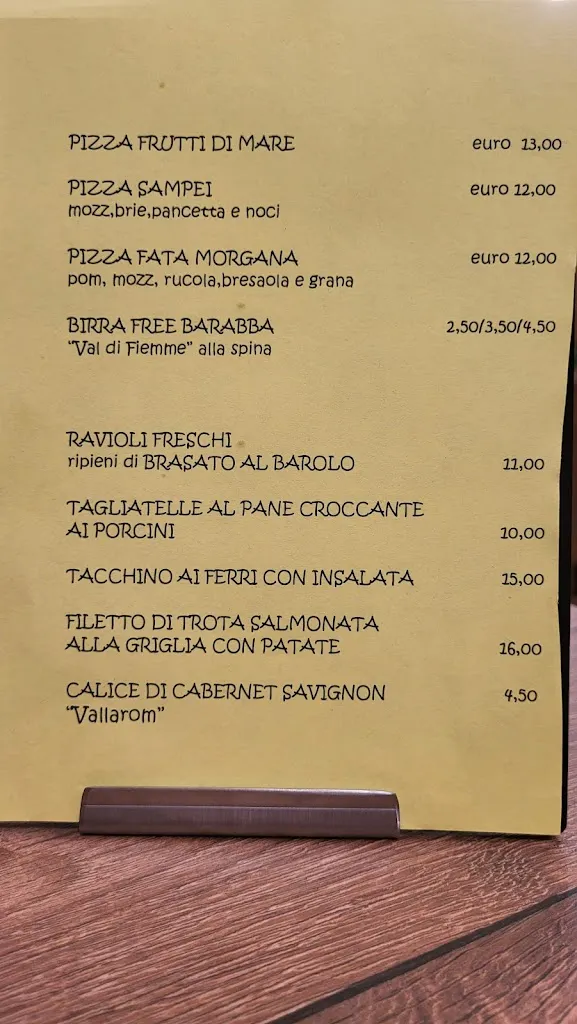 PIZZA FRUTTI DI MARE euro 13,00
PIZZA SAMPEI euro 12,00
mozz,brie,pancetta e noci
PIZZA FATA MORGANA euro 12,00
pom, mozz, rucola,bresaola e grana
BIRRA FREE BARABBA 2,50/3,50/4,50
"Val di Fiemme" alla spina
RAVIOLI FRESCHI
ripieni di BRASATO AL BAROLO 11,00
TAGLIATELLE AL PANE CROCCANTE
AI PORCINI 10,00
TACCHINO AI FERRI CON INSALATA 15,00
FILETTO DI TROTA SALMONATA
ALLA GRIGLIA CON PATATE 16,00
CALICE DI CABERNET SAVIGNON 4,50
"Vallarom"